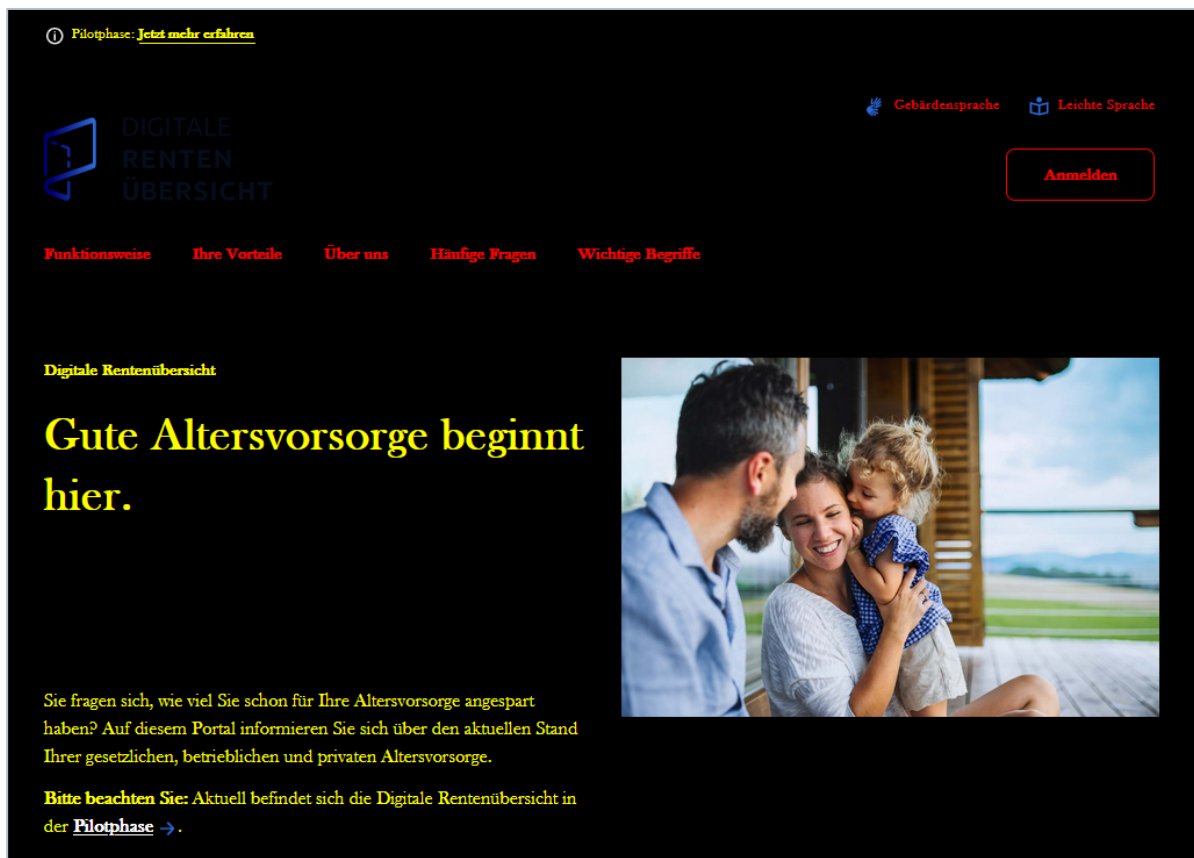 Pilotphase: Jetzt mehr erfahren
Gebärdensprache
Leichte Sprache
DIGITALE
RENTEN
ÜBERSICHT
Anmelden
Funktionsweise
Ihre Vorteile
Über uns
Häufige Fragen
Wichtige Begriffe
Digitale Rentenübersicht
Gute Altersvorsorge beginnt
hier.
Sie fragen sich, wie viel Sie schon für Ihre Altersvorsorge angespart
haben? Auf diesem Portal informieren Sie sich über den aktuellen Stand
Ihrer gesetzlichen, betrieblichen und privaten Altersvorsorge.
Bitte beachten Sie: Aktuell befindet sich die Digitale Rentenübersicht in
der Pilotphase → .